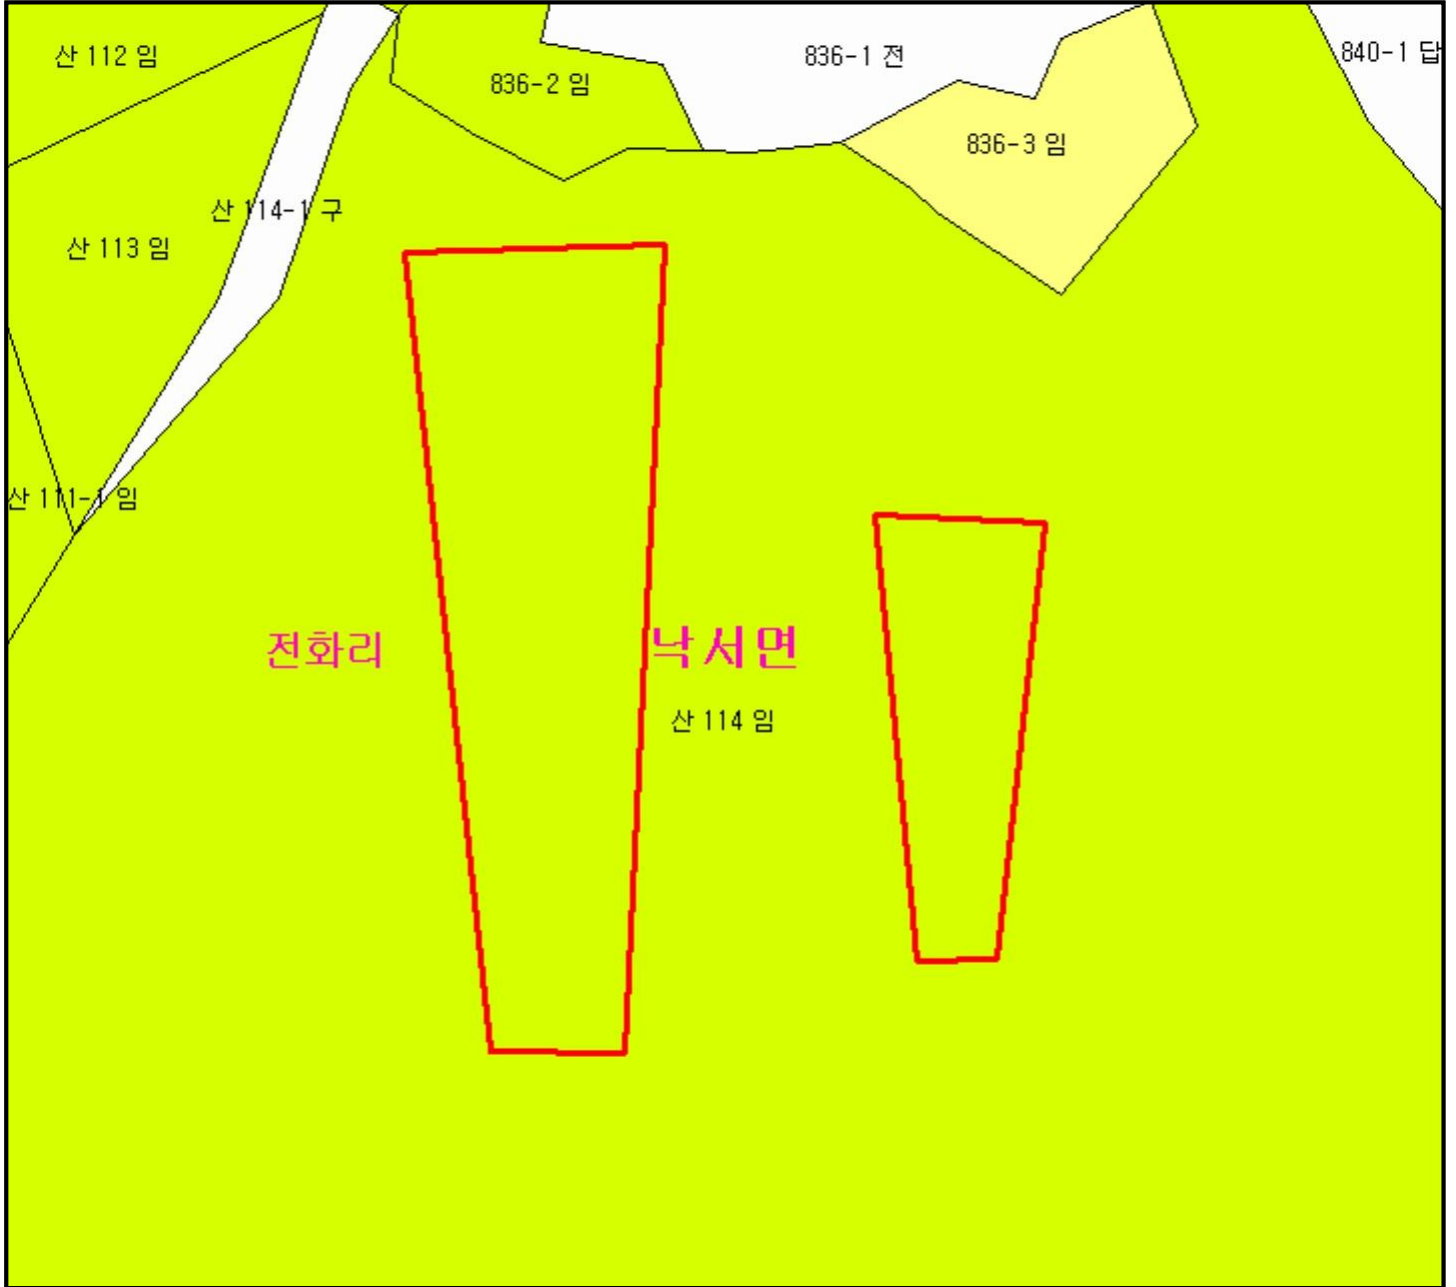 산 112 임
836-2 임
836-1 전
840-1 답
836-3 임
산 114-1 구
산 113 임
산 111-1 임
전화리
낙서면
산 114 임